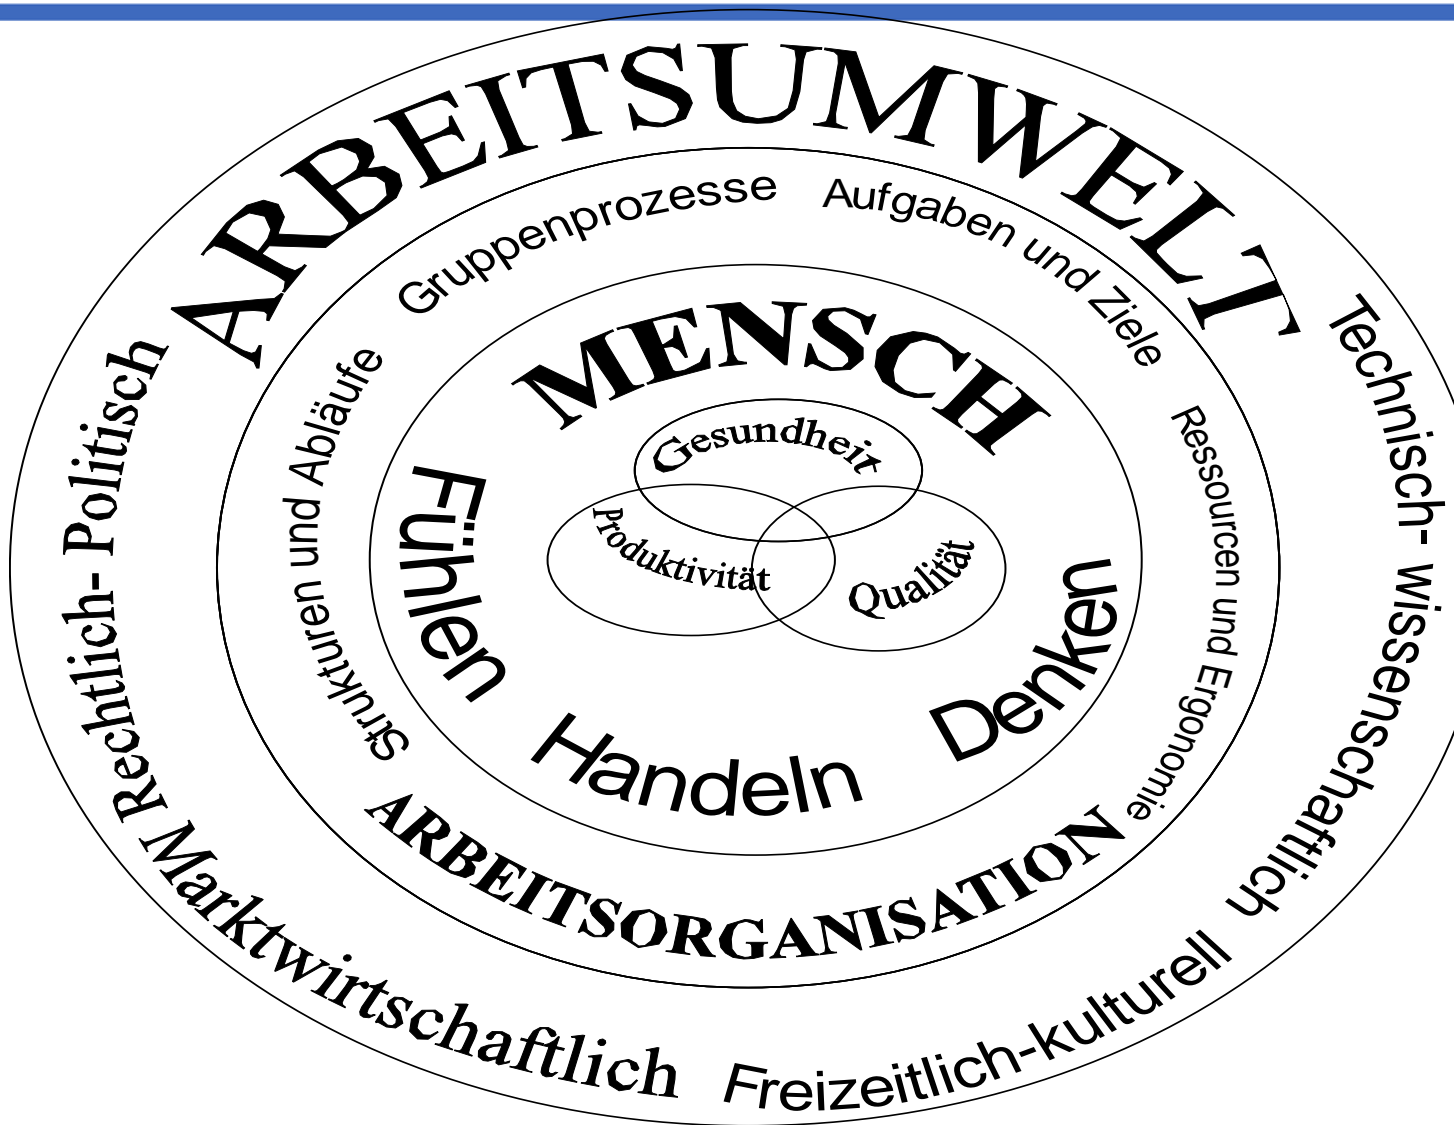 ARBEITSUMWELT
Gruppenprozesse
Aufgaben und Ziele
MENSCH
Gesundheit
Produktivität
Qualität
Fühlen
Handeln
Denken
Strukturen und Abläufe
Ressourcen und Ergonomie
ARBEITSORGANISATION
Rechtlich- Politisch
Technisch- wissenschaftlich
Marktwirtschaftlich
Freizeitlich-kulturell